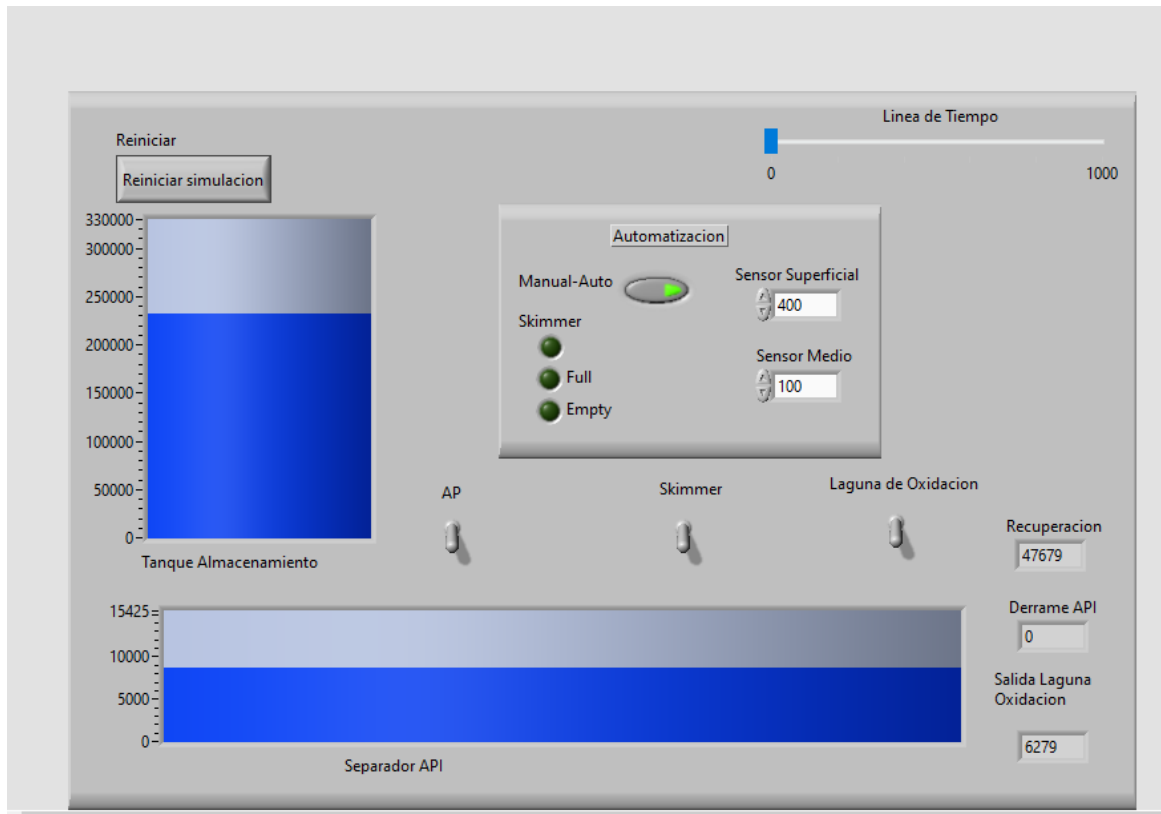 Linea de Tiempo
0
1000
Reiniciar
Reiniciar simulacion
330000
300000
250000
200000
150000
100000
50000
0
Tanque Almacenamiento
Automatizacion
Manual-Auto
Skimmer
Full
Empty
Sensor Superficial
400
Sensor Medio
100
AP
Skimmer
Laguna de Oxidacion
Recuperacion
47679
Derrame API
0
Salida Laguna
Oxidacion
6279
15425
10000
5000
0
Separador API